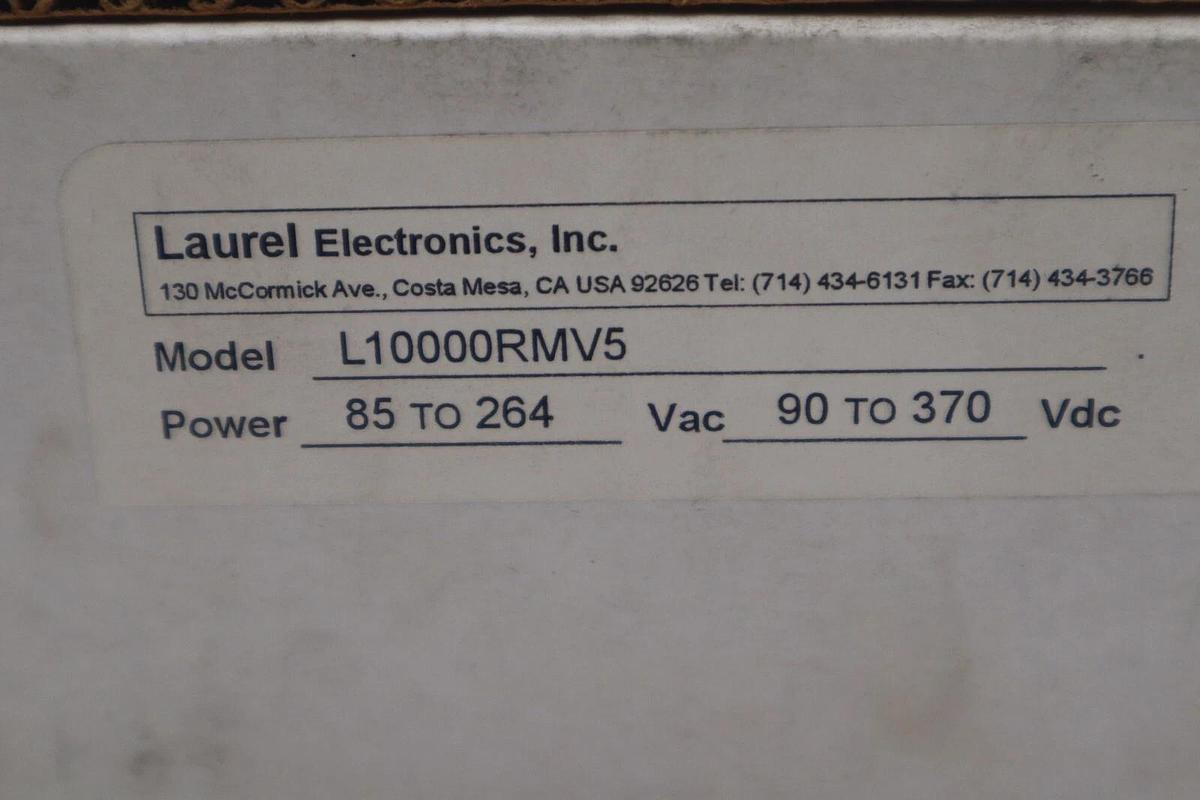 Laurel Electronics, Inc.
130 McCormick Ave., Costa Mesa, CA USA 92626 Tel: (714) 434-6131 Fax: (714) 434-3766
Model L10000RMV5
Power 85 TO 264 Vac 90 TO 370 Vdc